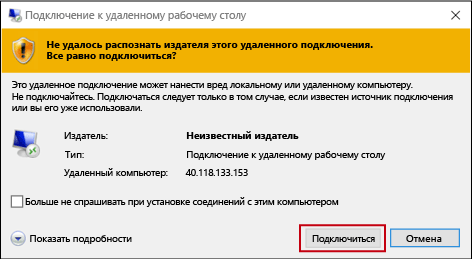 Подключение к удаленному рабочему столу
Не удалось распознать издателя этого удаленного подключения.
Все равно подключиться?
Это удаленное подключение может нанести вред локальному или удаленному компьютеру.
Не подключайтесь. Подключаться следует только в том случае, если известен источник подключения
или вы его уже использовали.
Издатель: Неизвестный издатель
Тип: Подключение к удаленному рабочему столу
Удаленный компьютер: 40.118.133.153
Больше не спрашивать при установке соединений с этим компьютером
Показать подробности Подключиться Отмена